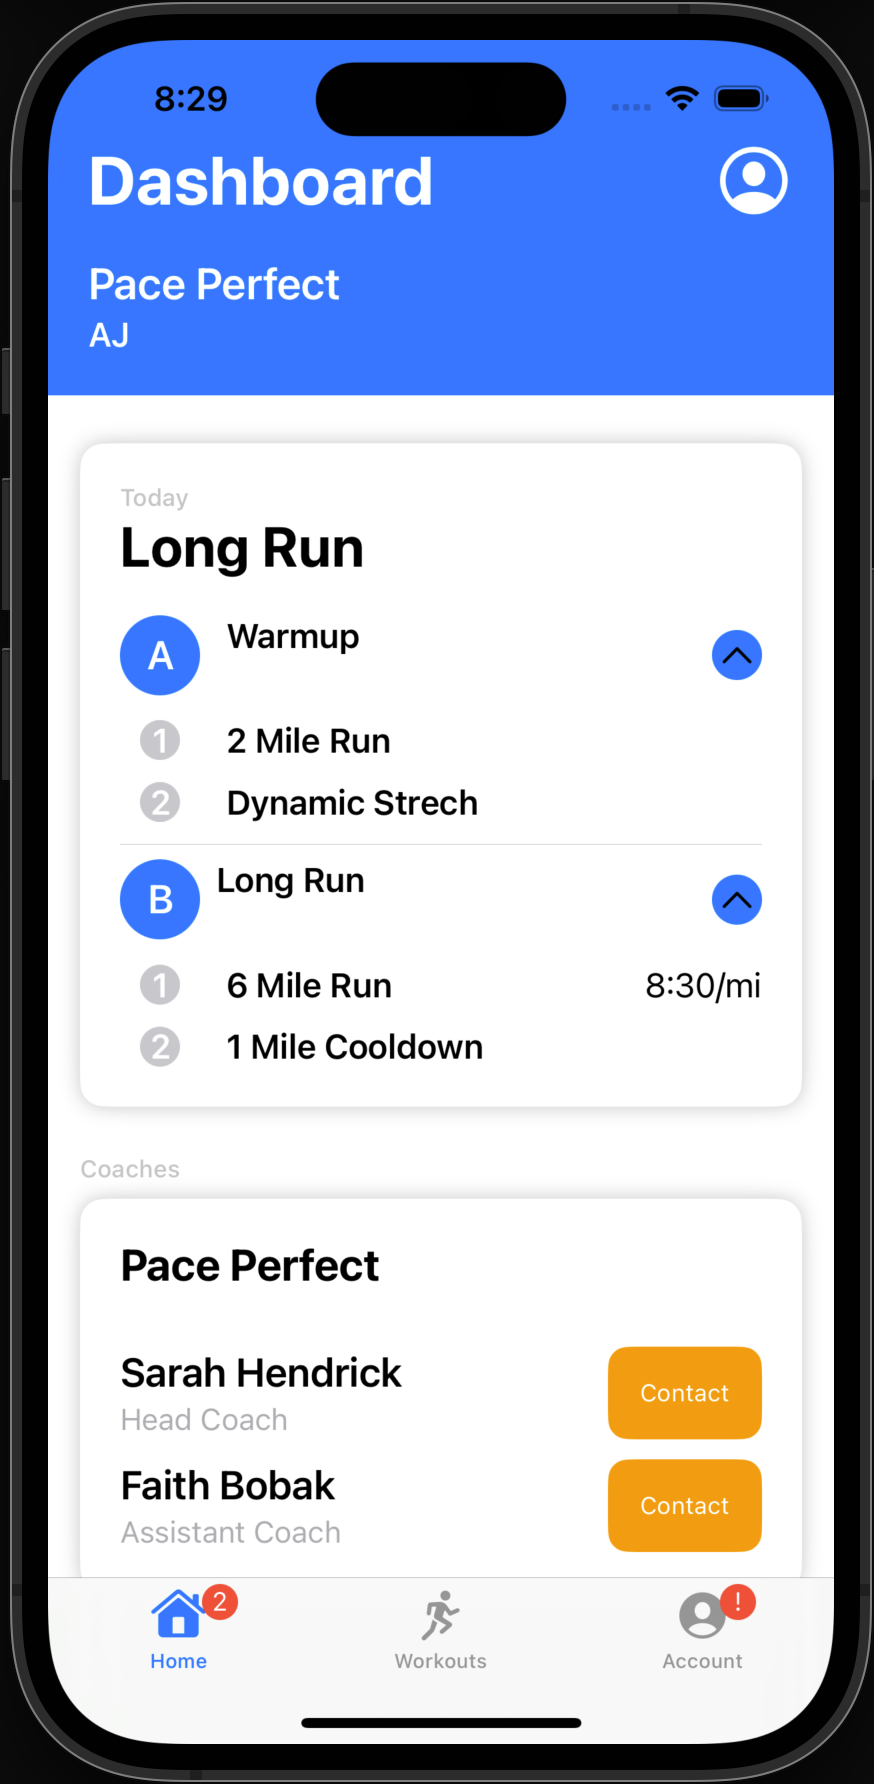 8:29
Dashboard
Pace Perfect
AJ
Today
Long Run
A Warmup
1 2 Mile Run
2 Dynamic Strech
B Long Run
1 6 Mile Run 8:30/mi
2 1 Mile Cooldown
Coaches
Pace Perfect
Sarah Hendrick
Head Coach
Contact
Faith Bobak
Assistant Coach
Contact
2 !
Home Workouts Account